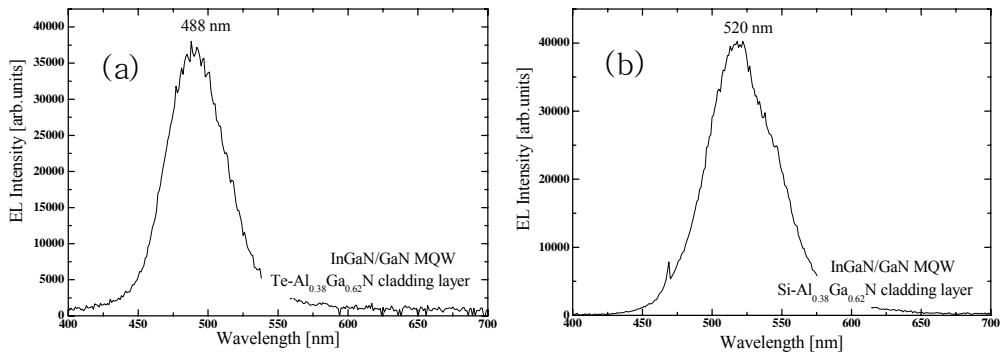 488 nm
(a)
EL Intensity [arb.units]
40000
35000
30000
25000
20000
15000
10000
5000
0
InGaN/GaN MQW
Te-Al0.38Ga0.62N cladding layer
400 450 500 550 600 650 700
Wavelength [nm]
520 nm
(b)
EL Intensity [arb.units]
40000
30000
20000
10000
0
InGaN/GaN MQW
Si-Al0.38Ga0.62N cladding layer
400 450 500 550 600 650 700
Wavelength [nm]